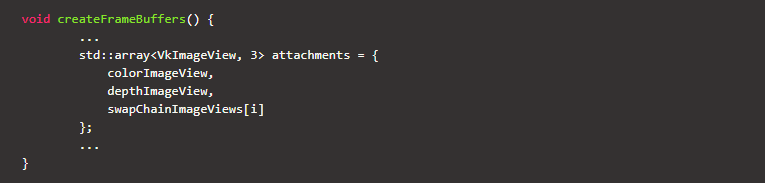 void createFrameBuffers() {
...
std::array<VkImageView, 3> attachments = {
colorImageView,
depthImageView,
swapChainImageViews[i]
};
...
}